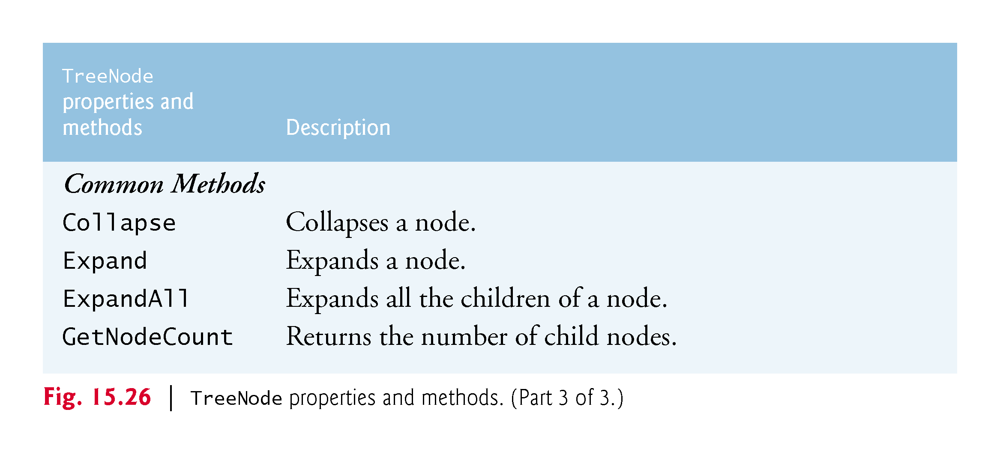 TreeNode
properties and
methods Description
Common Methods
Collapse Collapses a node.
Expand Expands a node.
ExpandAll Expands all the children of a node.
GetNodeCount Returns the number of child nodes.
Fig. 15.26 | TreeNode properties and methods. (Part 3 of 3.)